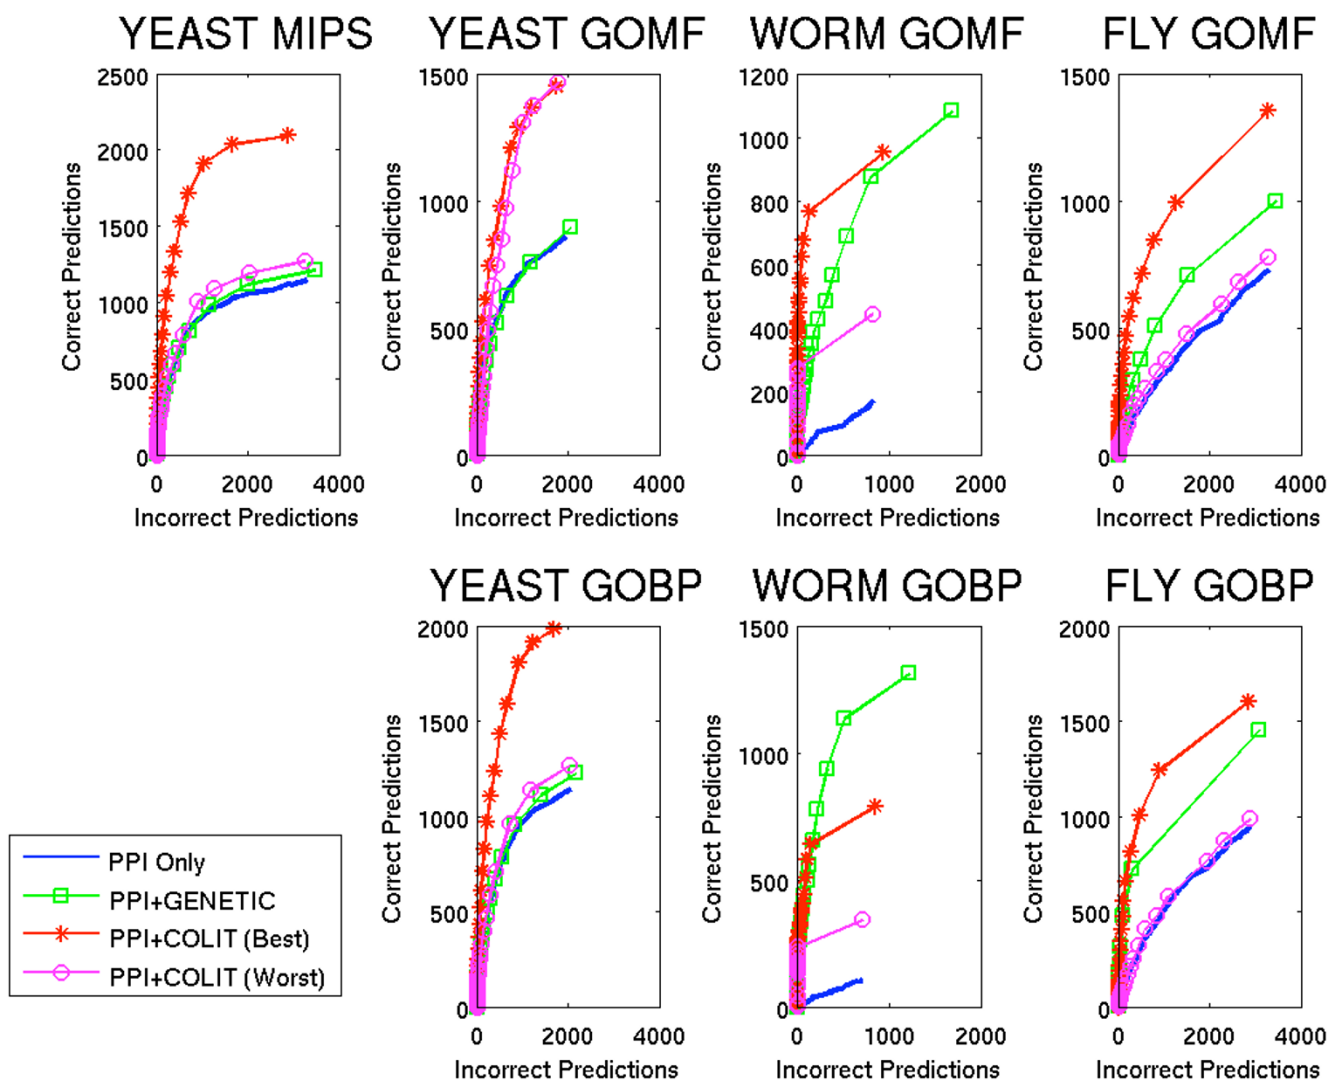 YEAST MIPS
2500
2000
1500
1000
500
0
Correct Predictions
0 2000 4000
Incorrect Predictions
YEAST GOMF
1500
1000
500
0
Correct Predictions
0 2000 4000
Incorrect Predictions
WORM GOMF
1200
1000
800
600
400
200
0
Correct Predictions
0 1000 2000
Incorrect Predictions
FLY GOMF
1500
1000
500
0
Correct Predictions
0 2000 4000
Incorrect Predictions
YEAST GOBP
2000
1500
1000
500
0
Correct Predictions
0 2000 4000
Incorrect Predictions
WORM GOBP
1500
1000
500
0
Correct Predictions
0 1000 2000
Incorrect Predictions
FLY GOBP
2000
1500
1000
500
0
Correct Predictions
0 2000 4000
Incorrect Predictions
PPI Only
PPI+GENETIC
PPI+COLIT (Best)
PPI+COLIT (Worst)